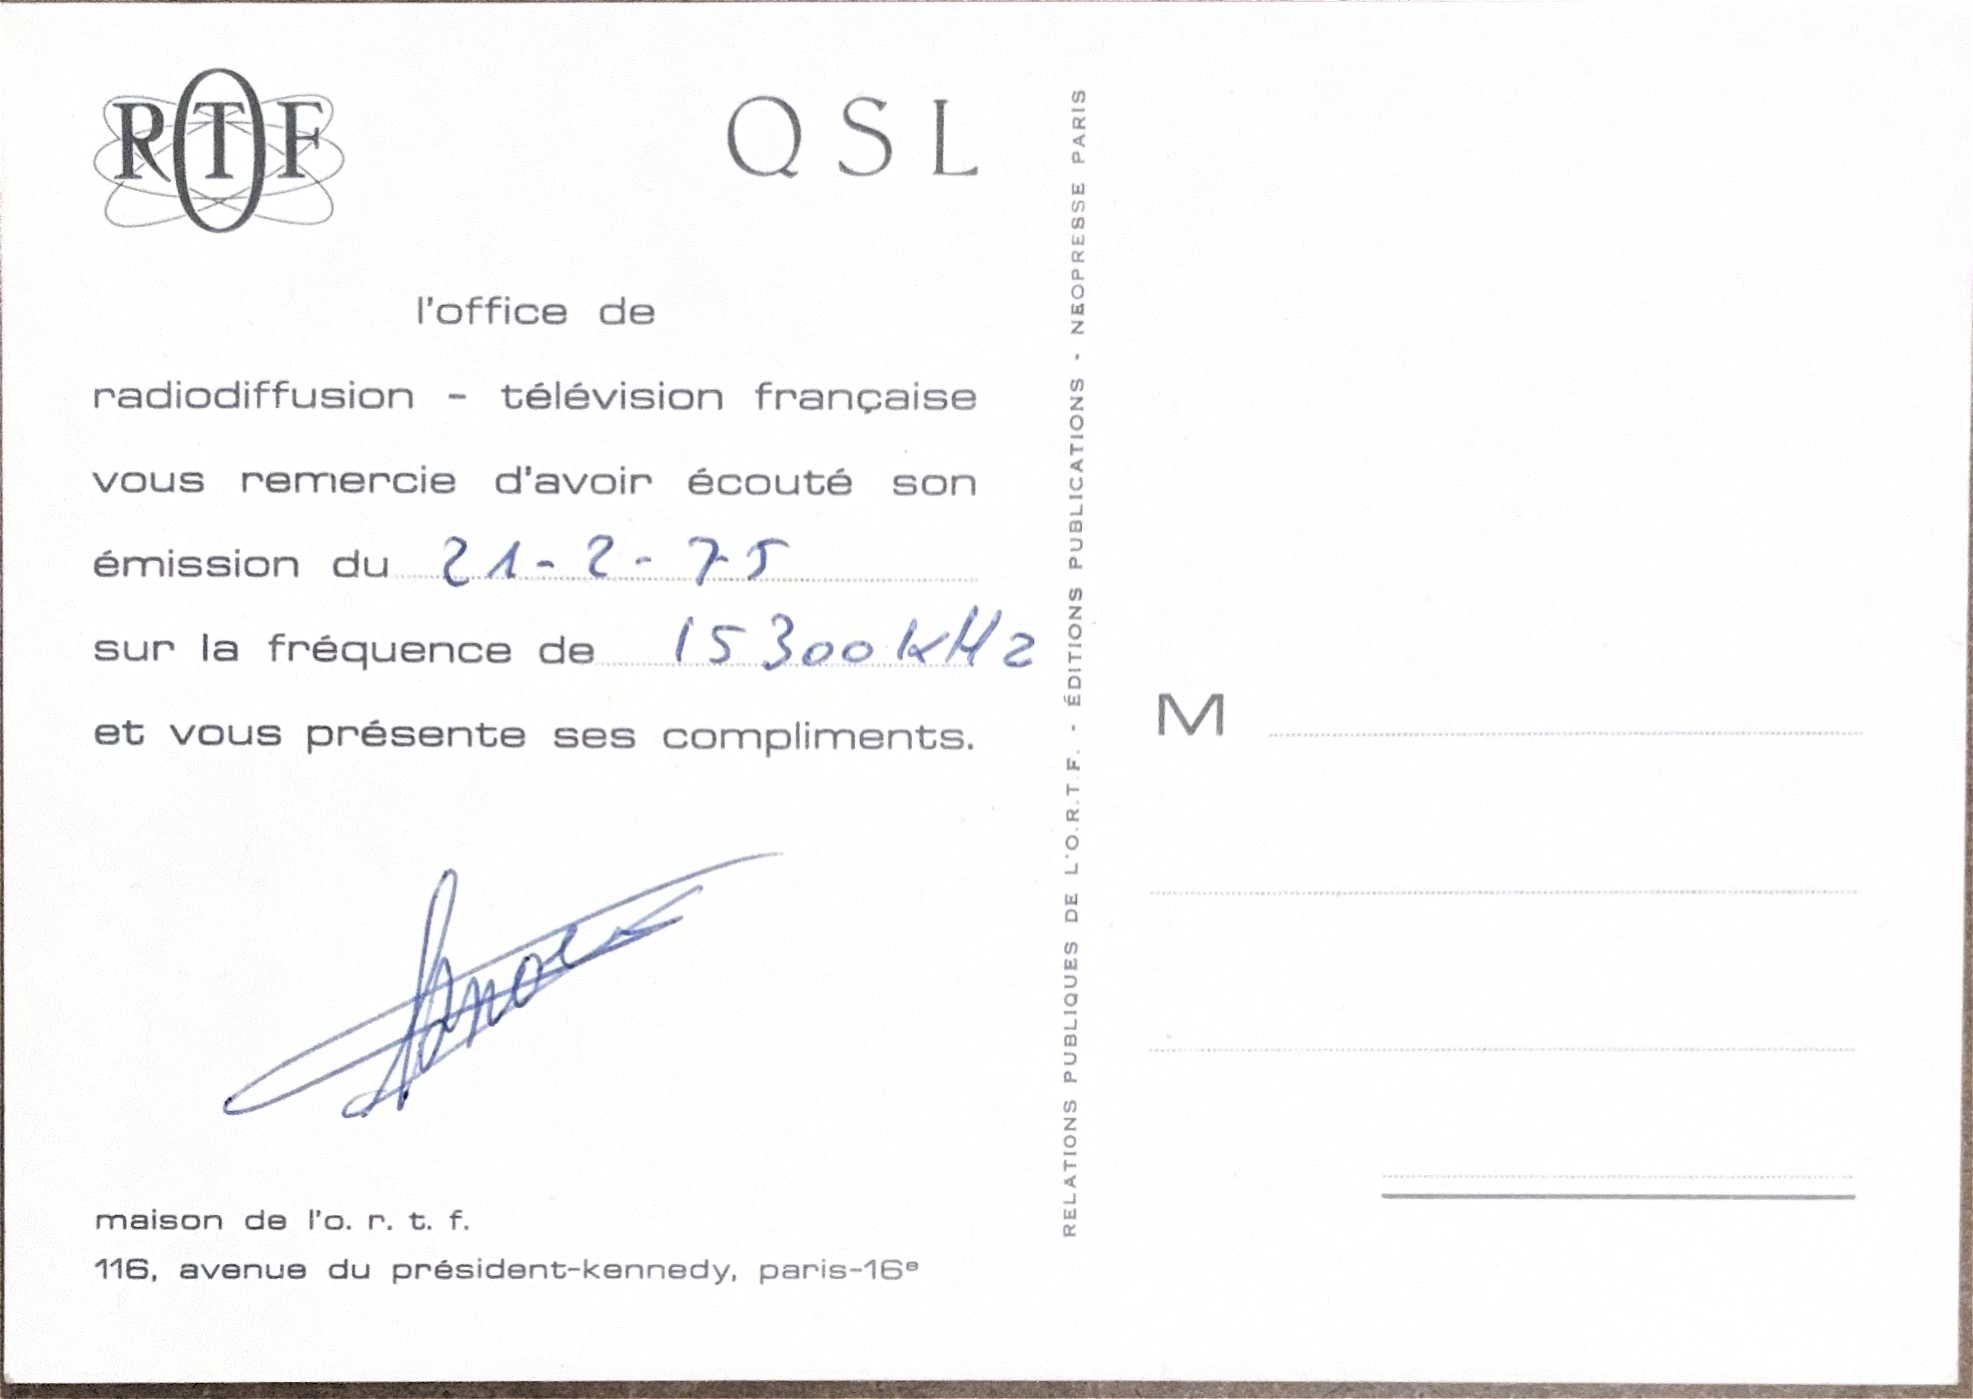 ORTF
QSL
l'office de
radiodiffusion - télévision française
vous remercie d'avoir écouté son
émission du 21-2-75
sur la fréquence de 15300 kHz
et vous présente ses compliments.
maison de l'o. r. t. f.
116, avenue du président-kennedy, paris-16e
RELATIONS PUBLIQUES DE L'O.R.T.F. - ÉDITIONS PUBLICATIONS - NEOPRESSE PARIS
M